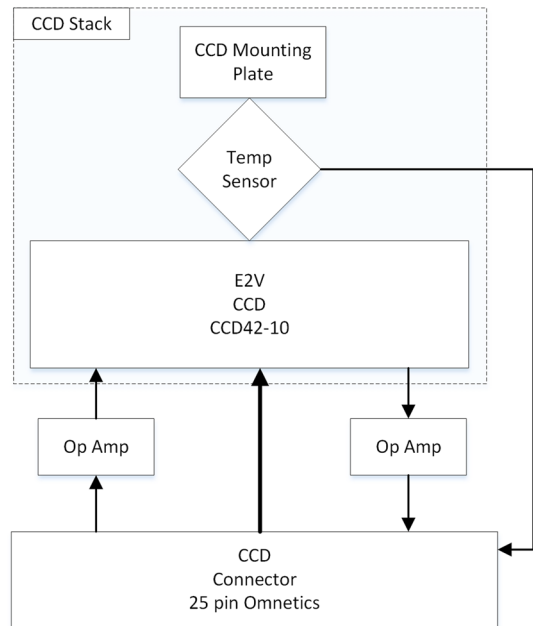 CCD Stack
CCD Mounting
Plate
Temp
Sensor
E2V
CCD
CCD42-10
Op Amp
Op Amp
CCD
Connector
25 pin Omnetics